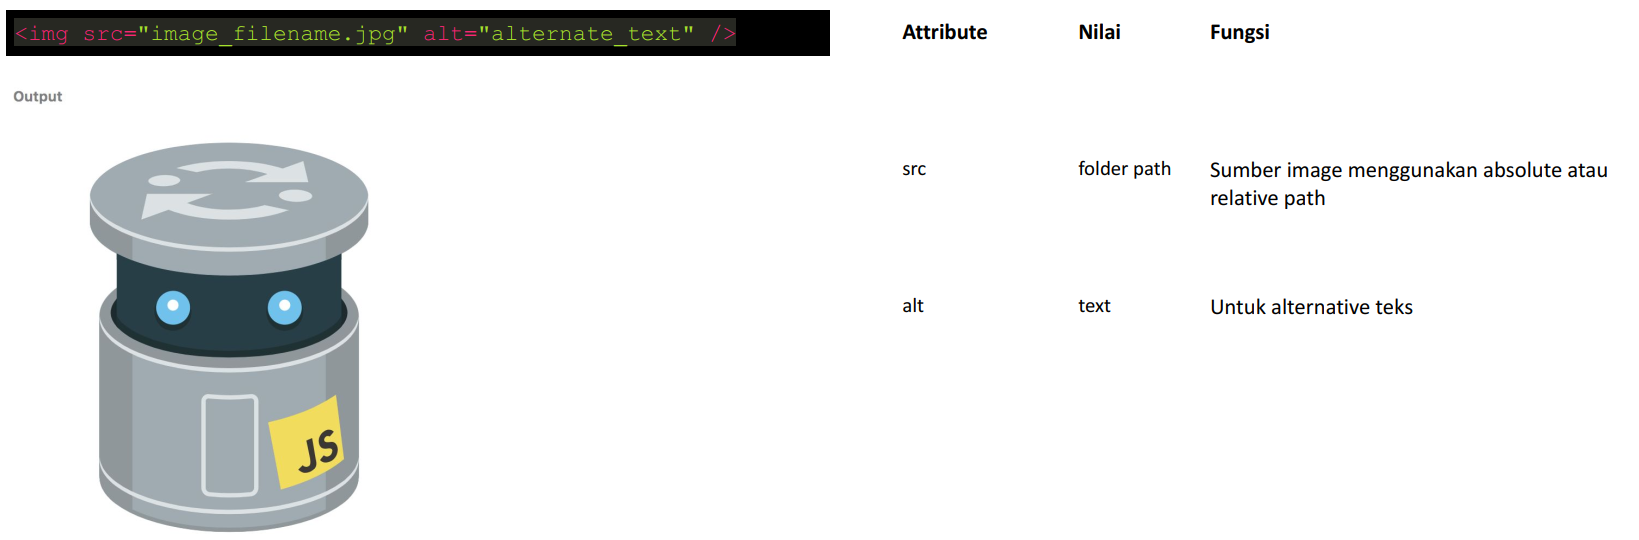 <img src="image_filename.jpg" alt="alternate_text" />
Output
JS
Attribute Nilai Fungsi
src folder path Sumber image menggunakan absolute atau
relative path
alt text Untuk alternative teks